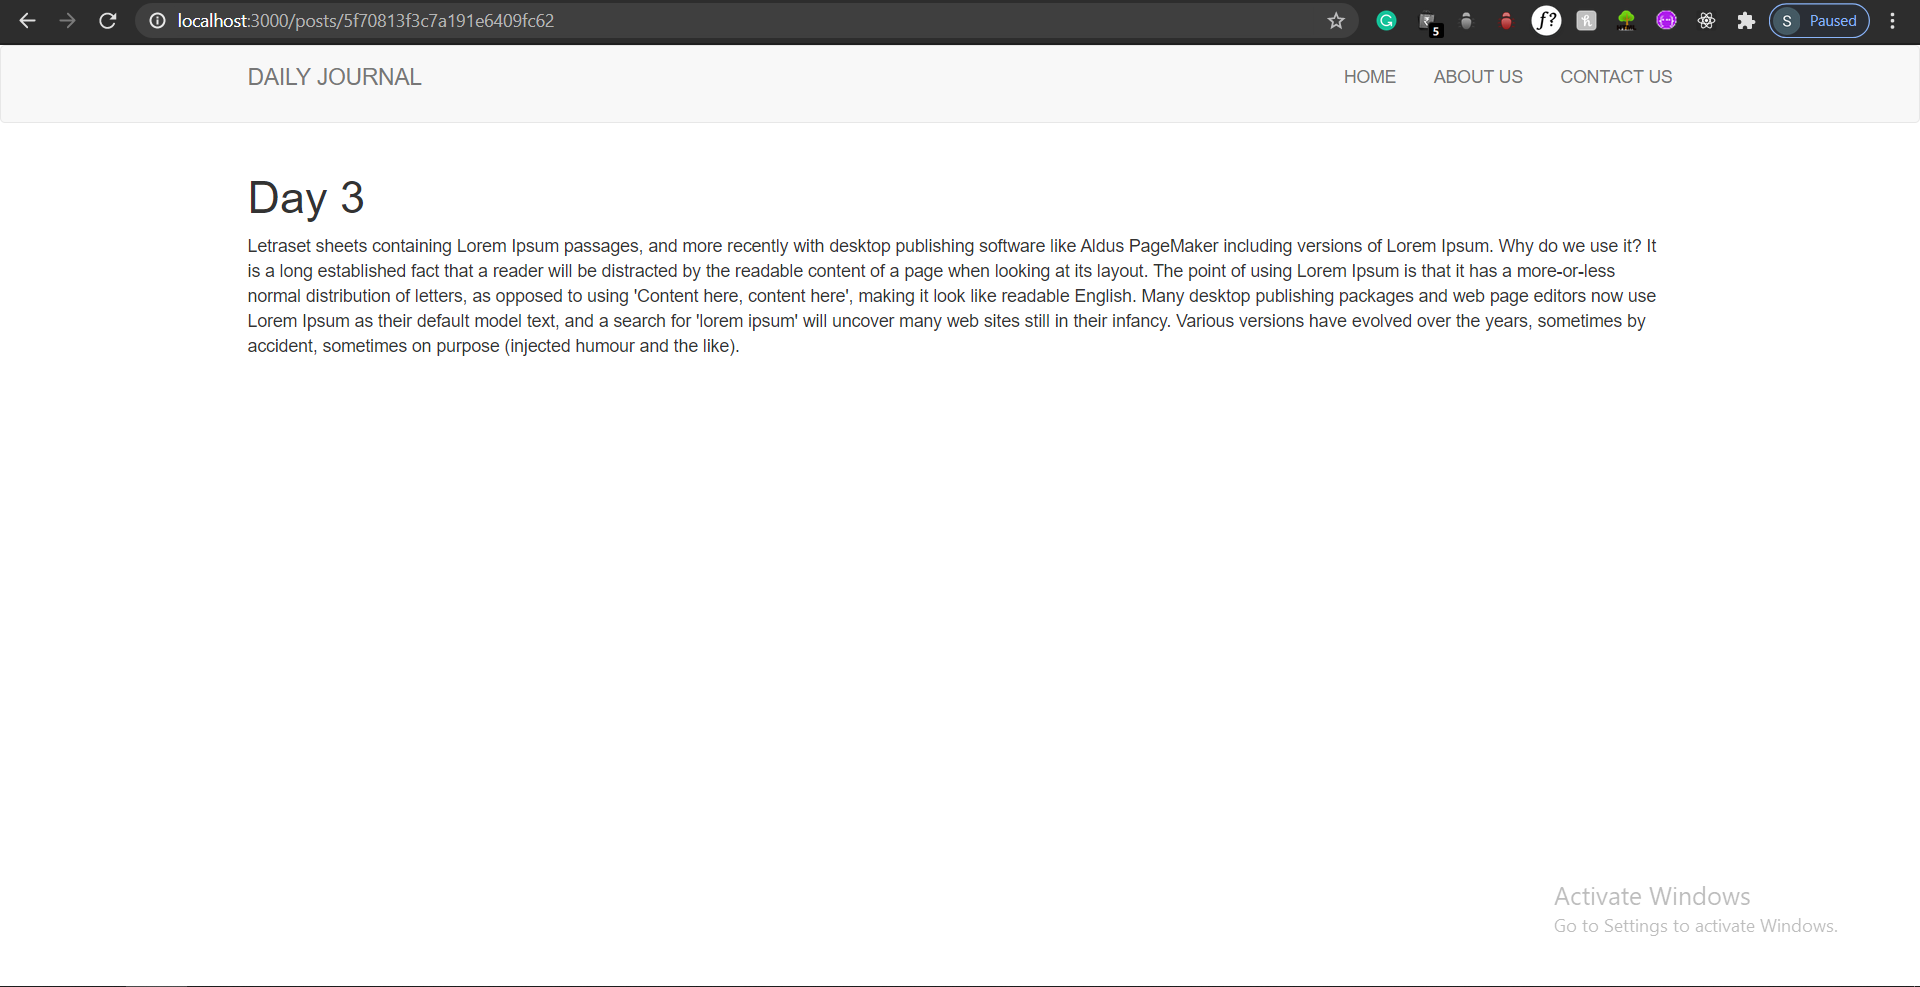 localhost:3000/posts/5f70813f3c7a191e6409fc62
5
f?
S Paused
DAILY JOURNAL
HOME ABOUT US CONTACT US
Day 3
Letraset sheets containing Lorem Ipsum passages, and more recently with desktop publishing software like Aldus PageMaker including versions of Lorem Ipsum. Why do we use it? It
is a long established fact that a reader will be distracted by the readable content of a page when looking at its layout. The point of using Lorem Ipsum is that it has a more-or-less
normal distribution of letters, as opposed to using 'Content here, content here', making it look like readable English. Many desktop publishing packages and web page editors now use
Lorem Ipsum as their default model text, and a search for 'lorem ipsum' will uncover many web sites still in their infancy. Various versions have evolved over the years, sometimes by
accident, sometimes on purpose (injected humour and the like).
Activate Windows
Go to Settings to activate Windows.